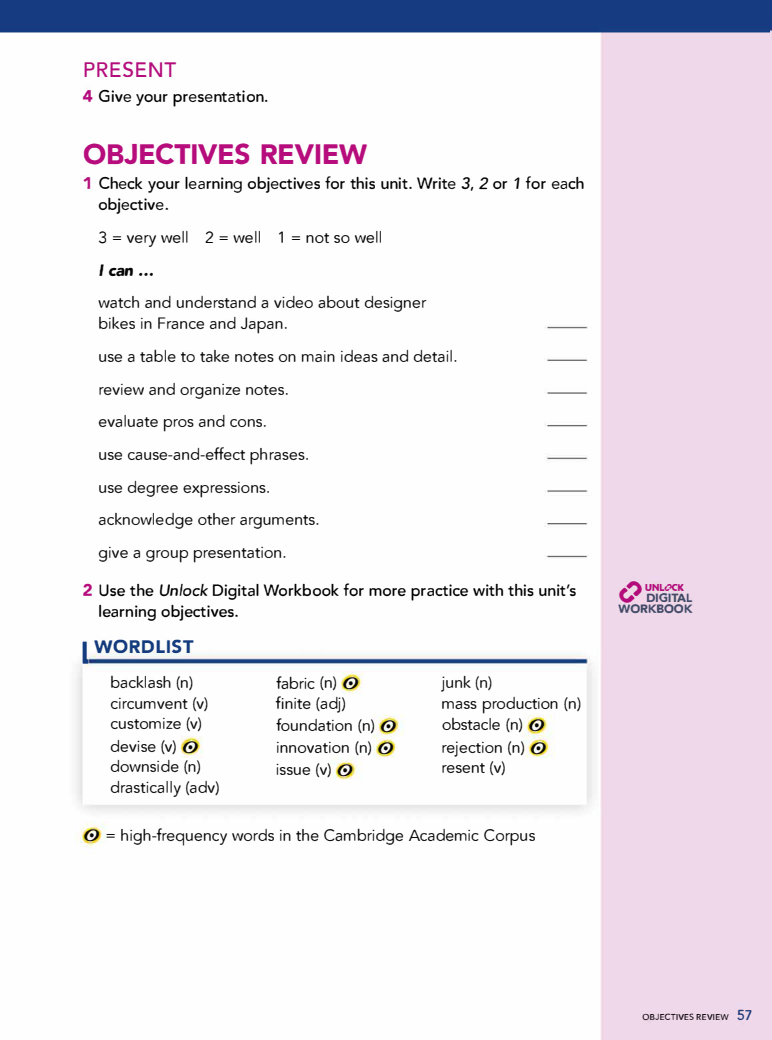 PRESENT
4 Give your presentation.
OBJECTIVES REVIEW
1 Check your learning objectives for this unit. Write 3, 2 or 1 for each
objective.
3 = very well 2 = well 1 = not so well
I can ...
watch and understand a video about designer
bikes in France and Japan.
use a table to take notes on main ideas and detail.
review and organize notes.
evaluate pros and cons.
use cause-and-effect phrases.
use degree expressions.
acknowledge other arguments.
give a group presentation.
2 Use the Unlock Digital Workbook for more practice with this unit's
learning objectives.
UNLOCK
DIGITAL
WORKBOOK
WORDLIST
backlash (n)
circumvent (v)
customize (v)
devise (v)
downside (n)
drastically (adv)
fabric (n)
finite (adj)
foundation (n)
innovation (n)
issue (v)
junk (n)
mass production (n)
obstacle (n)
rejection (n)
resent (v)
= high-frequency words in the Cambridge Academic Corpus
OBJECTIVES REVIEW 57